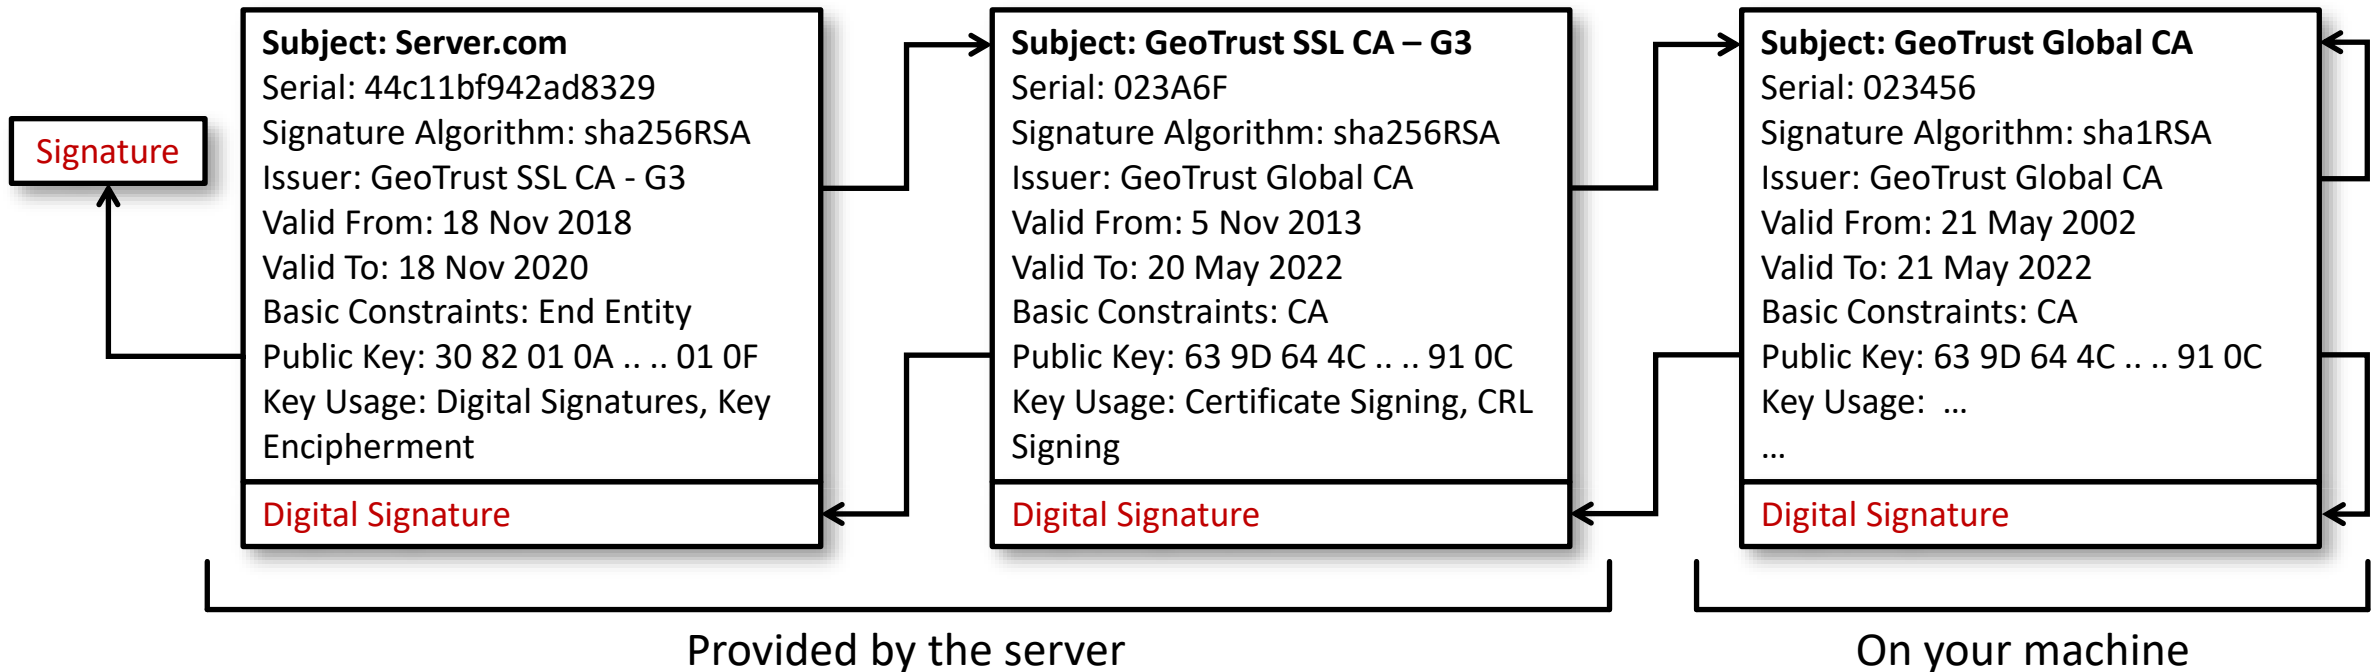 Signature
Subject: Server.com
Serial: 44c11bf942ad8329
Signature Algorithm: sha256RSA
Issuer: GeoTrust SSL CA - G3
Valid From: 18 Nov 2018
Valid To: 18 Nov 2020
Basic Constraints: End Entity
Public Key: 30 82 01 0A .. .. 01 0F
Key Usage: Digital Signatures, Key
Encipherment
Digital Signature
Subject: GeoTrust SSL CA – G3
Serial: 023A6F
Signature Algorithm: sha256RSA
Issuer: GeoTrust Global CA
Valid From: 5 Nov 2013
Valid To: 20 May 2022
Basic Constraints: CA
Public Key: 63 9D 64 4C .. .. 91 0C
Key Usage: Certificate Signing, CRL
Signing
Digital Signature
Subject: GeoTrust Global CA
Serial: 023456
Signature Algorithm: sha1RSA
Issuer: GeoTrust Global CA
Valid From: 21 May 2002
Valid To: 21 May 2022
Basic Constraints: CA
Public Key: 63 9D 64 4C .. .. 91 0C
Key Usage:  …
…
Digital Signature
Provided by the server
On your machine